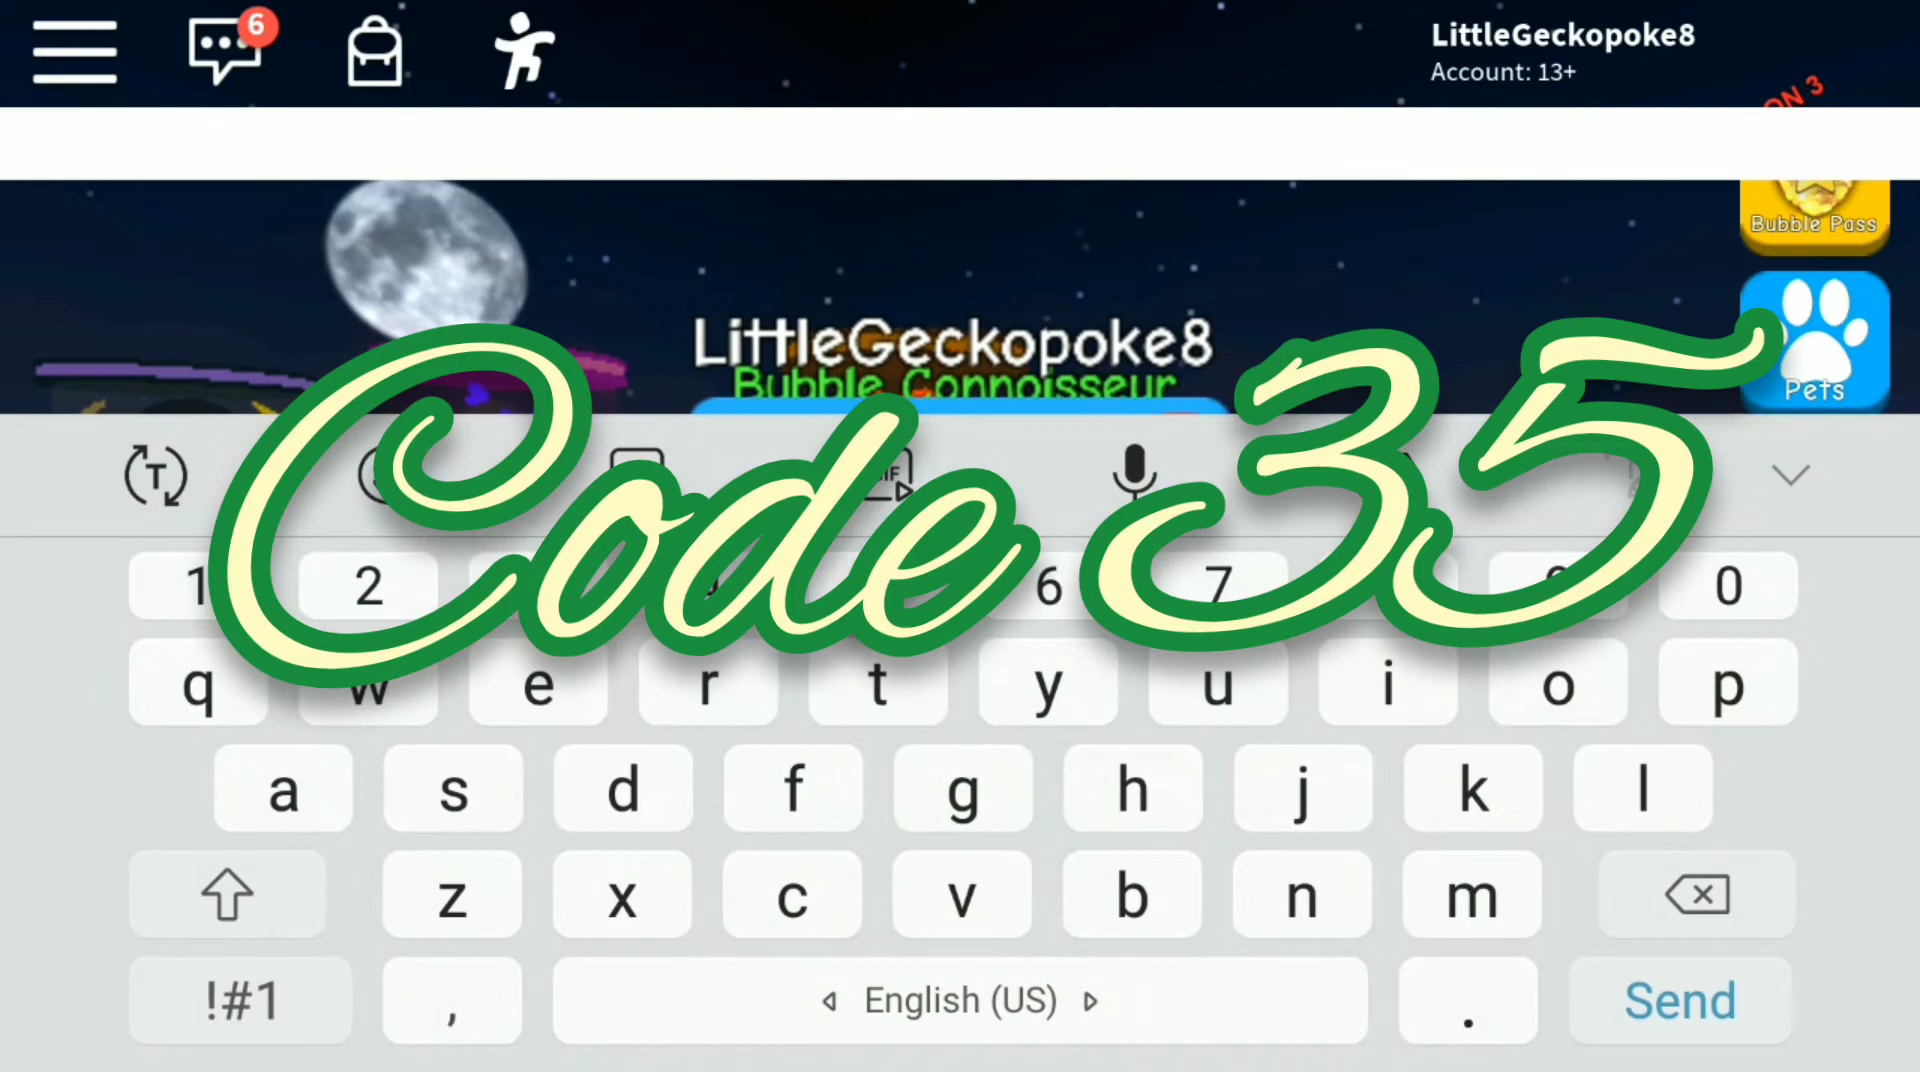 6
LittleGeckopoke8
Account: 13+
ON 3
Bubble Pass
LittleGeckopoke8
Bubble Connoisseur
Pets
Code 35
T
1 2 6 7 0
q w e r t y u i o p
a s d f g h j k l
z x c v b n m
!#1 , English (US) . Send